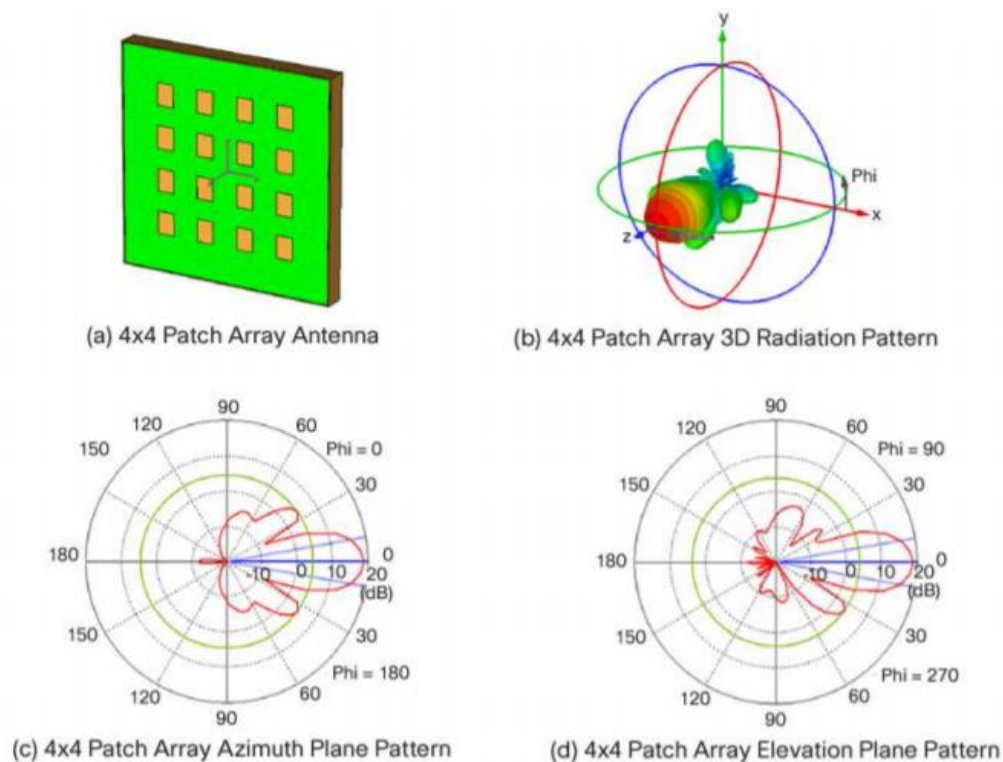 y
Phi
x
z
(a) 4x4 Patch Array Antenna
(b) 4x4 Patch Array 3D Radiation Pattern
90
120
60
150
Phi = 0
30
180
0
-10
0
10
20
(dB)
150
30
Phi = 180
120
60
90
(c) 4x4 Patch Array Azimuth Plane Pattern
90
120
60
150
Phi = 90
30
180
0
-10
0
10
20
(dB)
150
30
Phi = 270
120
60
90
(d) 4x4 Patch Array Elevation Plane Pattern